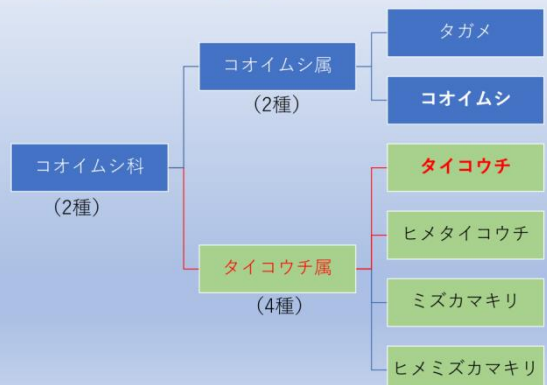 コオイムシ科
(2種)
コオイムシ属
(2種)
タガメ
コオイムシ
タイコウチ属
(4種)
タイコウチ
ヒメタイコウチ
ミズカマキリ
ヒメミズカマキリ